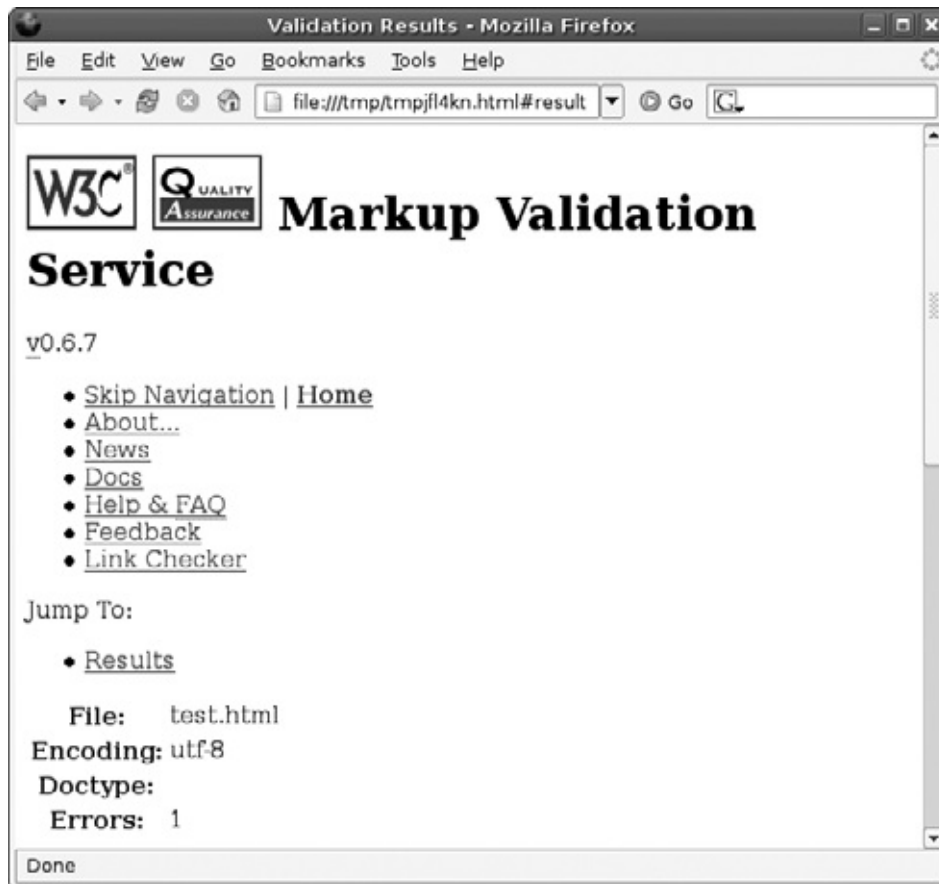 Validation Results - Mozilla Firefox
File Edit View Go Bookmarks Tools Help
file:///tmp/tmpjfl4kn.html#result Go G
W3C® QUALITY Assurance Markup Validation
Service
v0.6.7
Skip Navigation | Home
About...
News
Docs
Help & FAQ
Feedback
Link Checker
Jump To:
Results
File: test.html
Encoding: utf-8
Doctype:
Errors: 1
Done